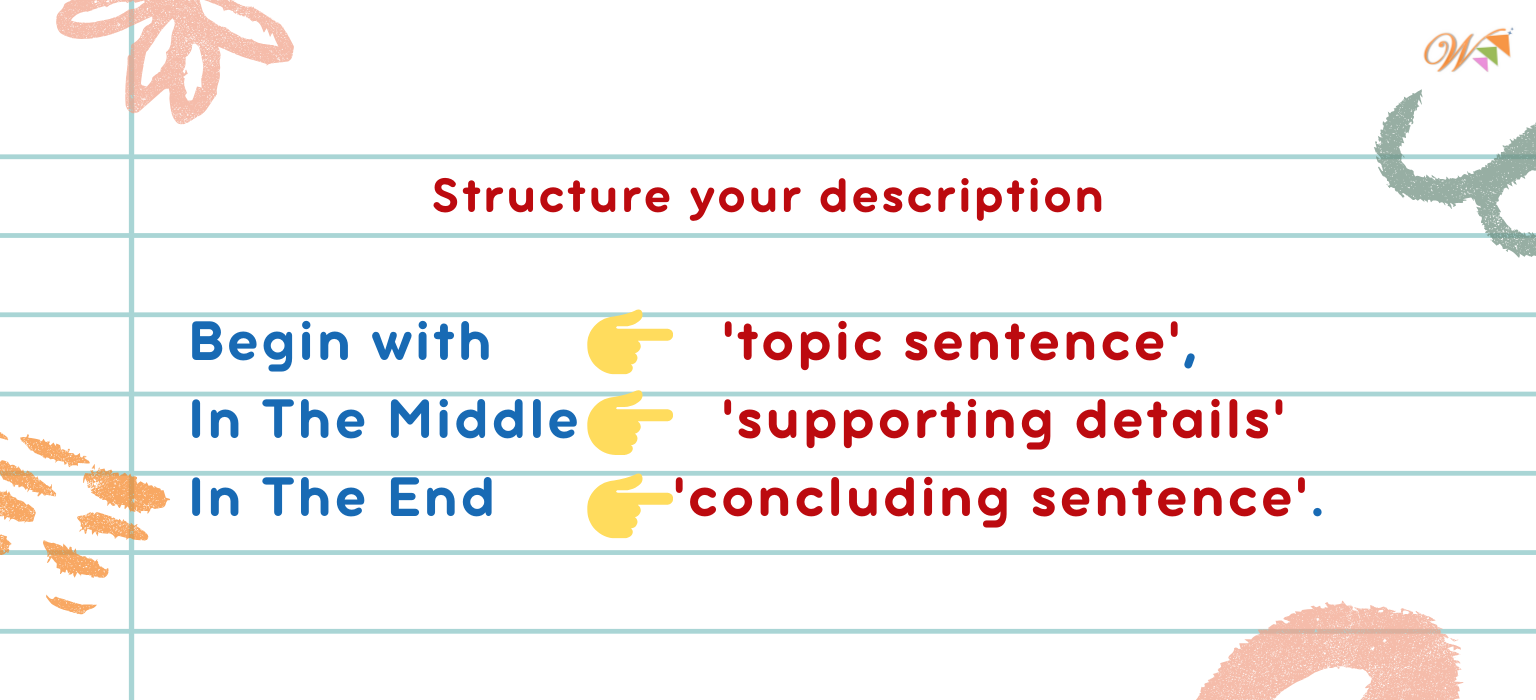 W
Structure your description
Begin with 👉 'topic sentence',
In The Middle 👉 'supporting details'
In The End 👉 'concluding sentence'.